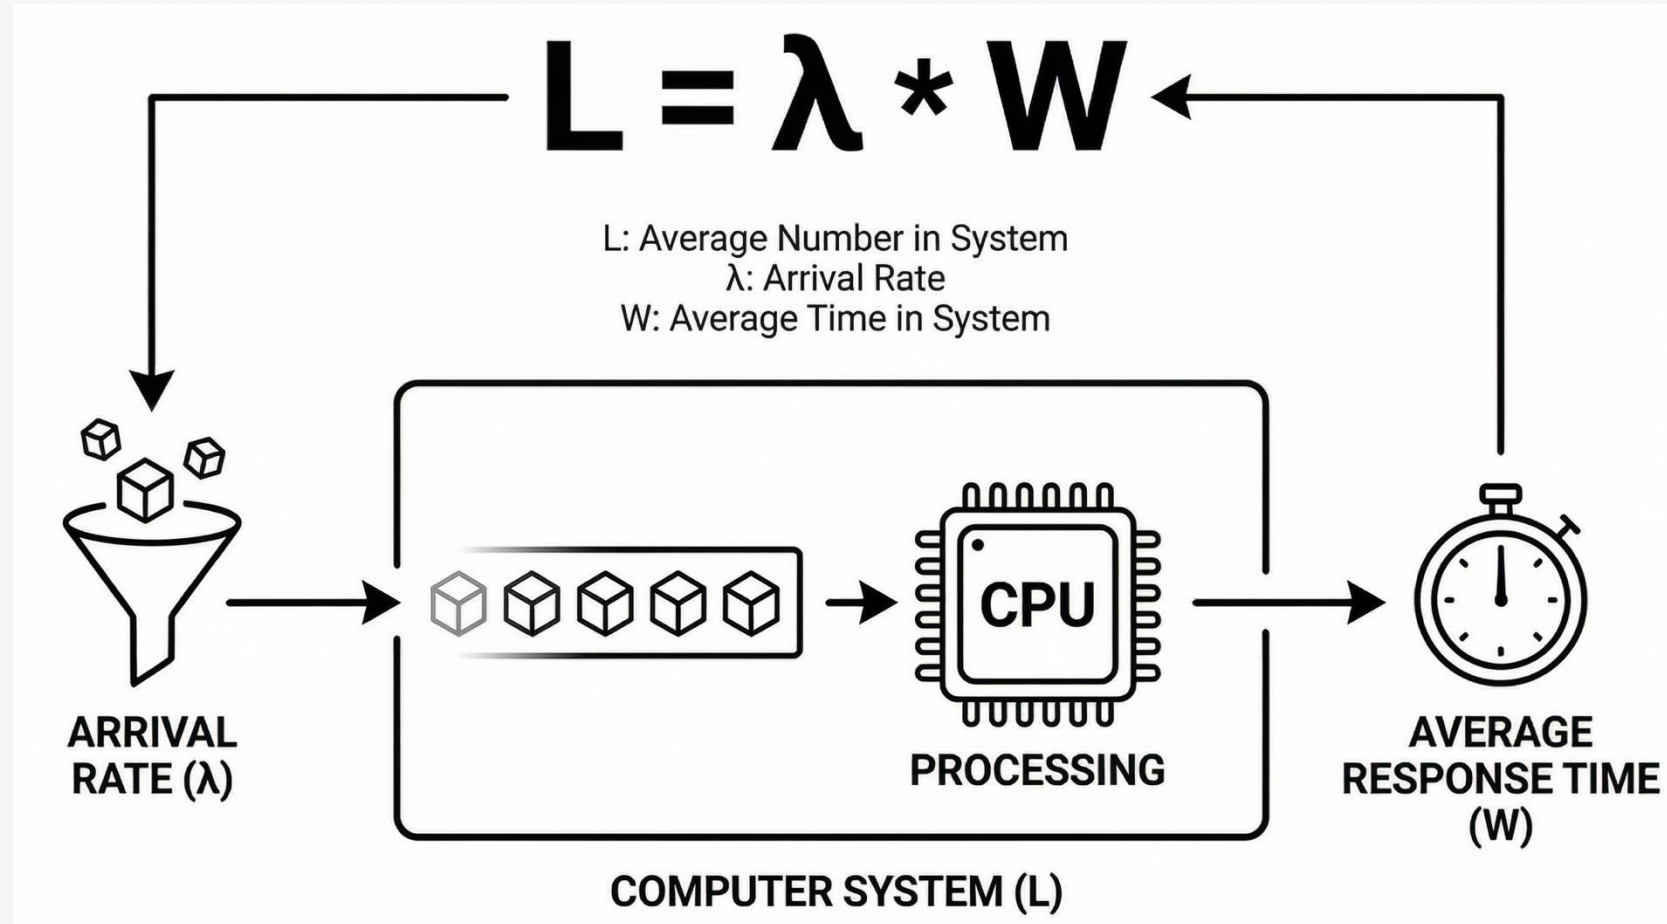 L = λ * W
L: Average Number in System
λ: Arrival Rate
W: Average Time in System
CPU
PROCESSING
ARRIVAL
RATE (λ)
AVERAGE
RESPONSE TIME
(W)
COMPUTER SYSTEM (L)